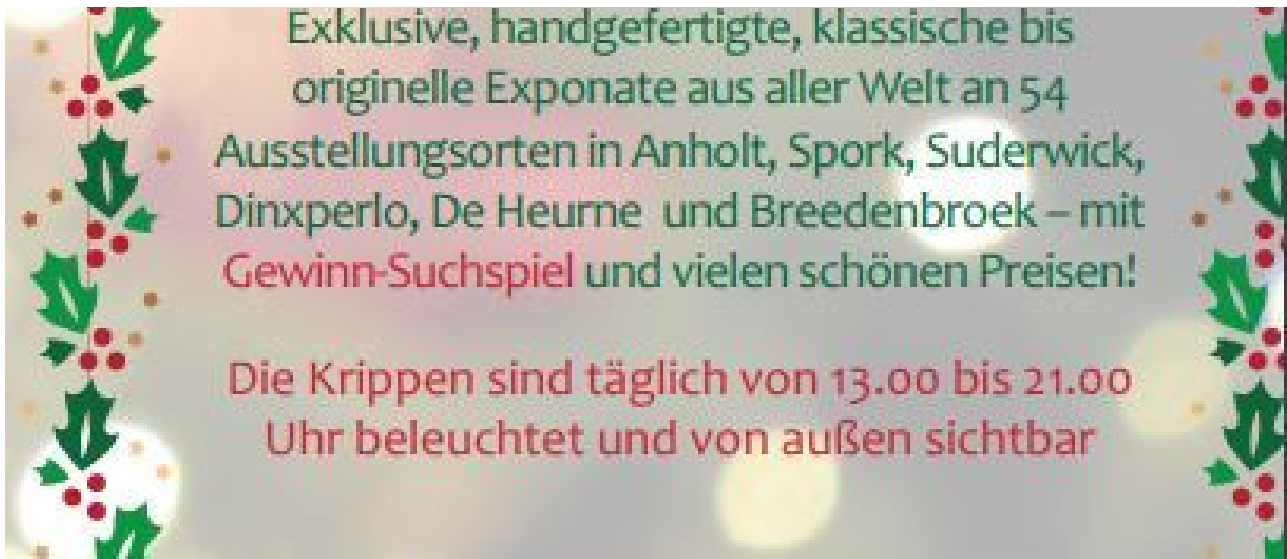 Exklusive, handgefertigte, klassische bis
originelle Exponate aus aller Welt an 54
Ausstellungsorten in Anholt, Spork, Suderwick,
Dinxperlo, De Heurne und Breedenbroek – mit
Gewinn-Suchspiel und vielen schönen Preisen!
Die Krippen sind täglich von 13.00 bis 21.00
Uhr beleuchtet und von außen sichtbar